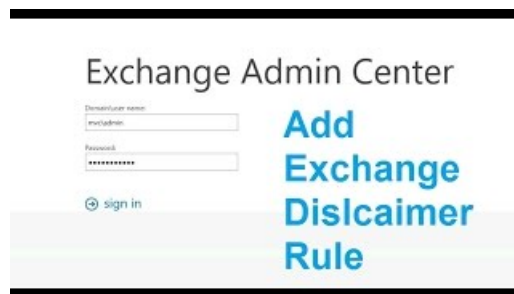 Exchange Admin Center
Domain\user name:
mvc\admin
Add
Password:
Exchange
•••••••••••
sign in
Dislcaimer
Rule